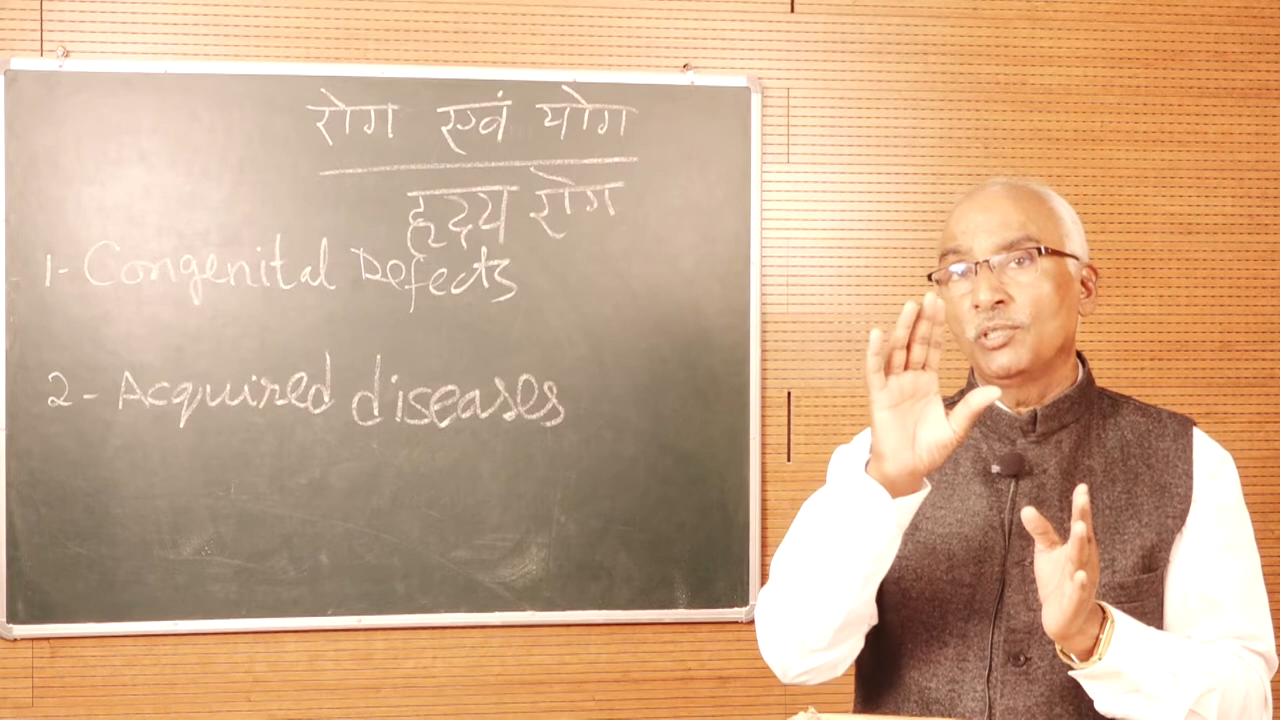 रोग एवं योग
हृदय रोग
1- Congenital Defects
2- Acquired diseases